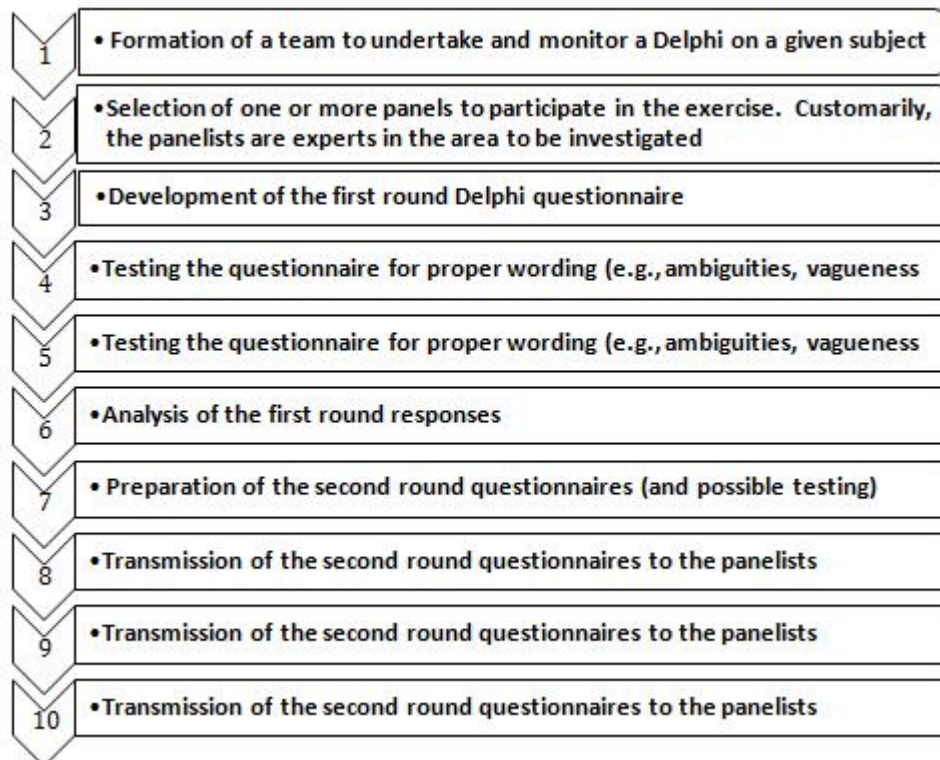 1
• Formation of a team to undertake and monitor a Delphi on a given subject
2
•Selection of one or more panels to participate in the exercise. Customarily,
the panelists are experts in the area to be investigated
3
•Development of the first round Delphi questionnaire
4
•Testing the questionnaire for proper wording (e.g., ambiguities, vagueness
5
•Testing the questionnaire for proper wording (e.g., ambiguities, vagueness
6
•Analysis of the first round responses
7
• Preparation of the second round questionnaires (and possible testing)
8
•Transmission of the second round questionnaires to the panelists
9
•Transmission of the second round questionnaires to the panelists
10
•Transmission of the second round questionnaires to the panelists